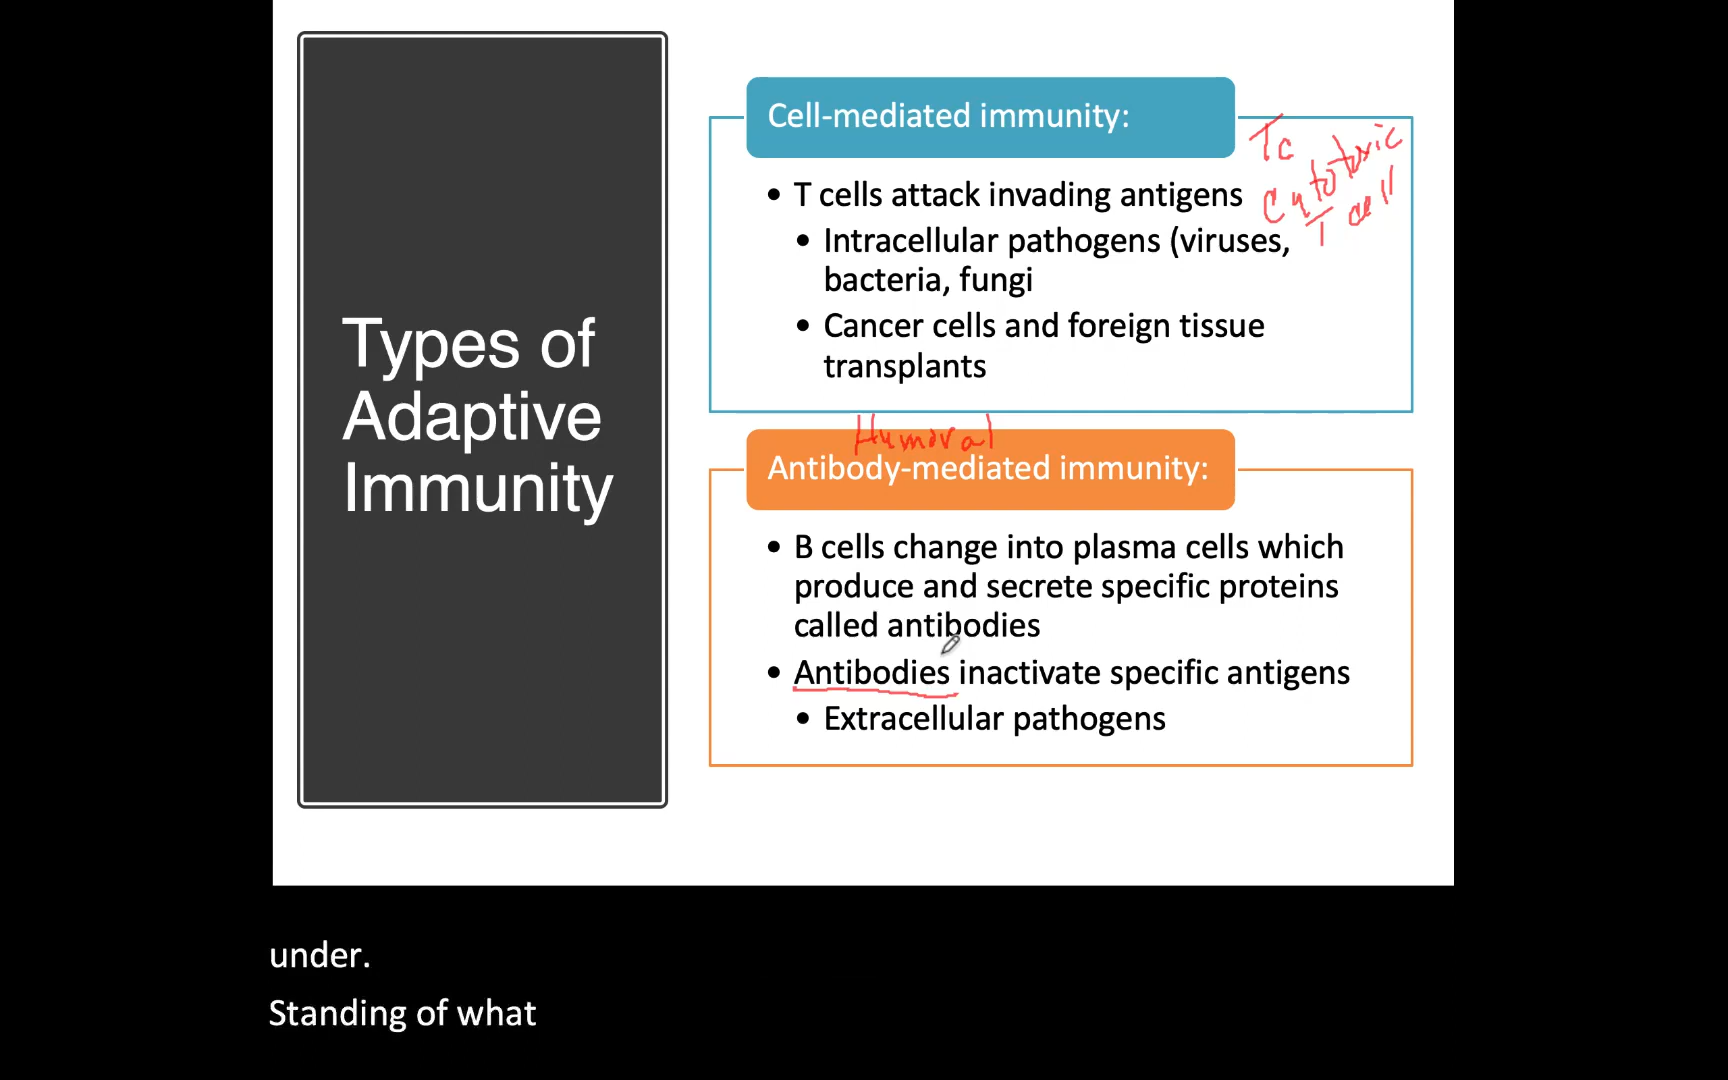 Types of
Adaptive
Immunity
Cell-mediated immunity:
Tc
Cytotoxic
T cell
• T cells attack invading antigens
• Intracellular pathogens (viruses,
bacteria, fungi
• Cancer cells and foreign tissue
transplants
Humoral
Antibody-mediated immunity:
• B cells change into plasma cells which
produce and secrete specific proteins
called antibodies
• Antibodies inactivate specific antigens
• Extracellular pathogens
under.
Standing of what